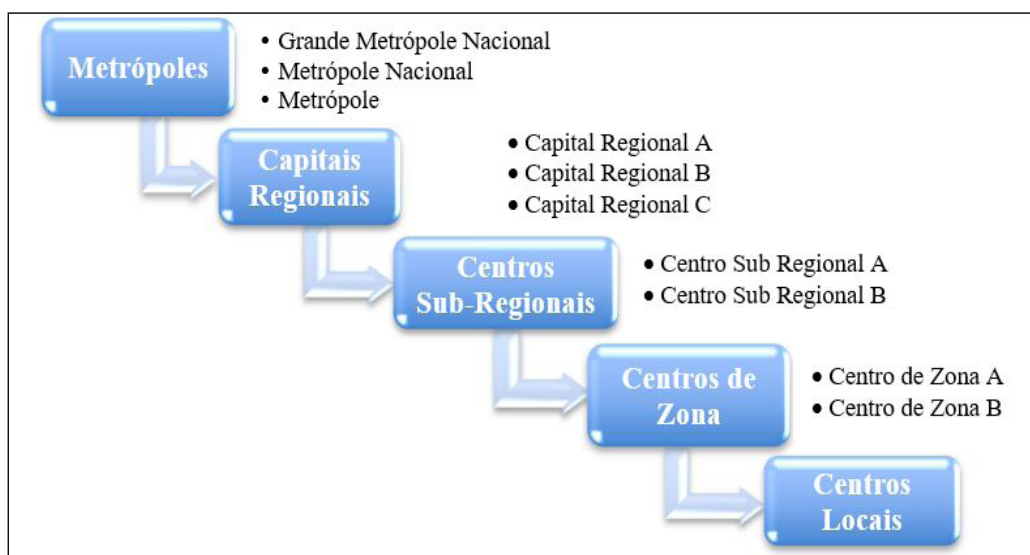 Metrópoles
• Grande Metrópole Nacional
• Metrópole Nacional
• Metrópole
Capitais
Regionais
• Capital Regional A
• Capital Regional B
• Capital Regional C
Centros
Sub-Regionais
• Centro Sub Regional A
• Centro Sub Regional B
Centros de
Zona
• Centro de Zona A
• Centro de Zona B
Centros
Locais